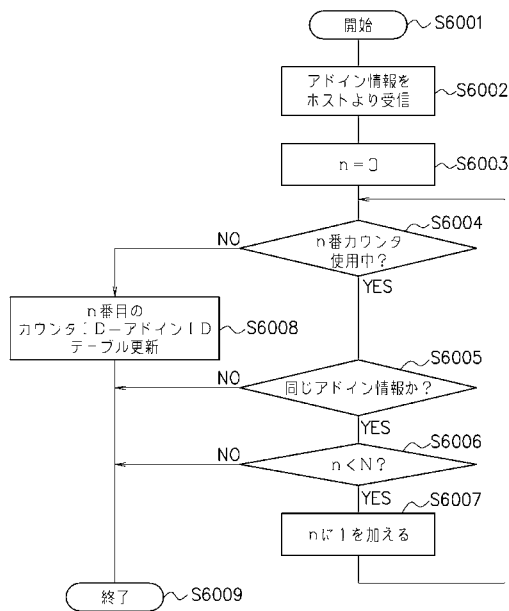 開始
S6001
アドイン情報を
ホストより受信
S6002
n=0
S6003
n番カウンタ
使用中?
S6004
NO
YES
n番目の
カウンタID-アドインID
テーブル更新
S6008
同じアドイン情報か?
S6005
NO
YES
n<N?
S6006
NO
YES
nに1を加える
S6007
終了
S6009